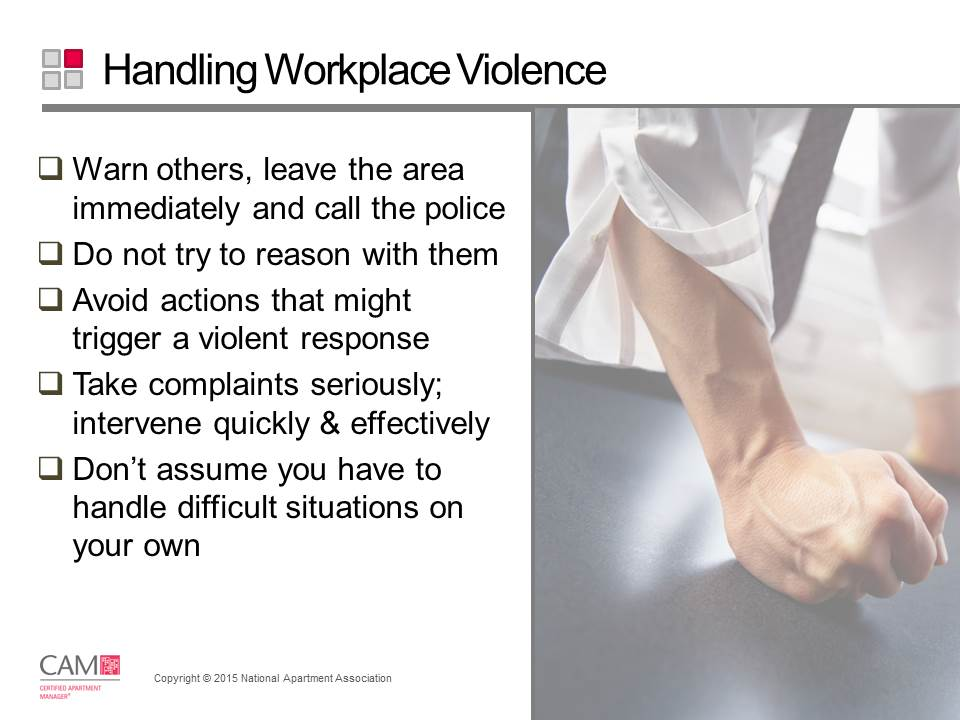 Handling Workplace Violence
Warn others, leave the area
immediately and call the police
Do not try to reason with them
Avoid actions that might
trigger a violent response
Take complaints seriously;
intervene quickly & effectively
Don’t assume you have to
handle difficult situations on
your own
CAM
CERTIFIED APARTMENT
MANAGER®
Copyright © 2015 National Apartment Association